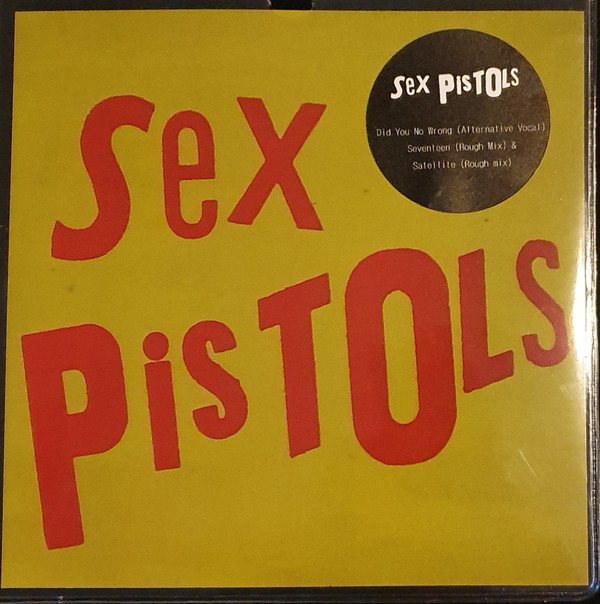 sex PisTOLs
Did You No Wrong (Alternative Vocal)
Seventeen (Rough Mix) &
Satellite (Rough mix)
sex
PisTOLs